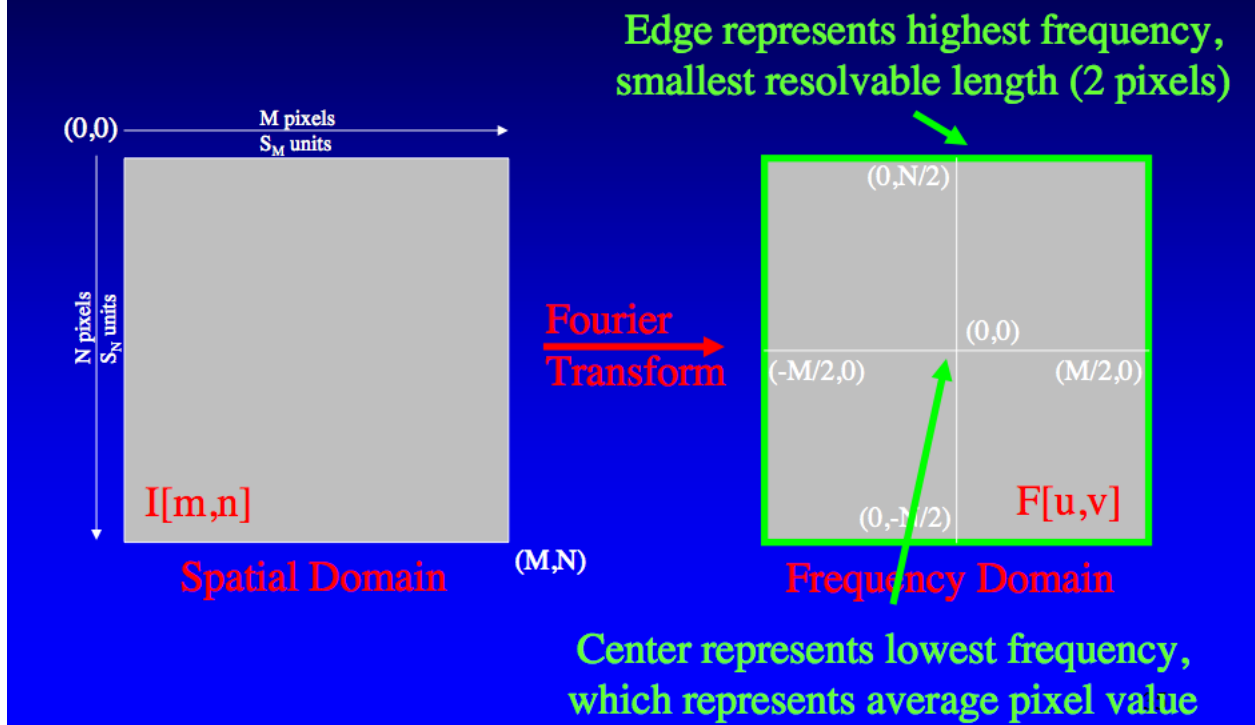 Edge represents highest frequency,
smallest resolvable length (2 pixels)
(0,0)
M pixels
S_M units
N pixels
S_N units
I[m,n]
(M,N)
Spatial Domain
Fourier
Transform
(0,N/2)
(0,0)
(-M/2,0)
(M/2,0)
(0,-N/2)
F[u,v]
Frequency Domain
Center represents lowest frequency,
which represents average pixel value